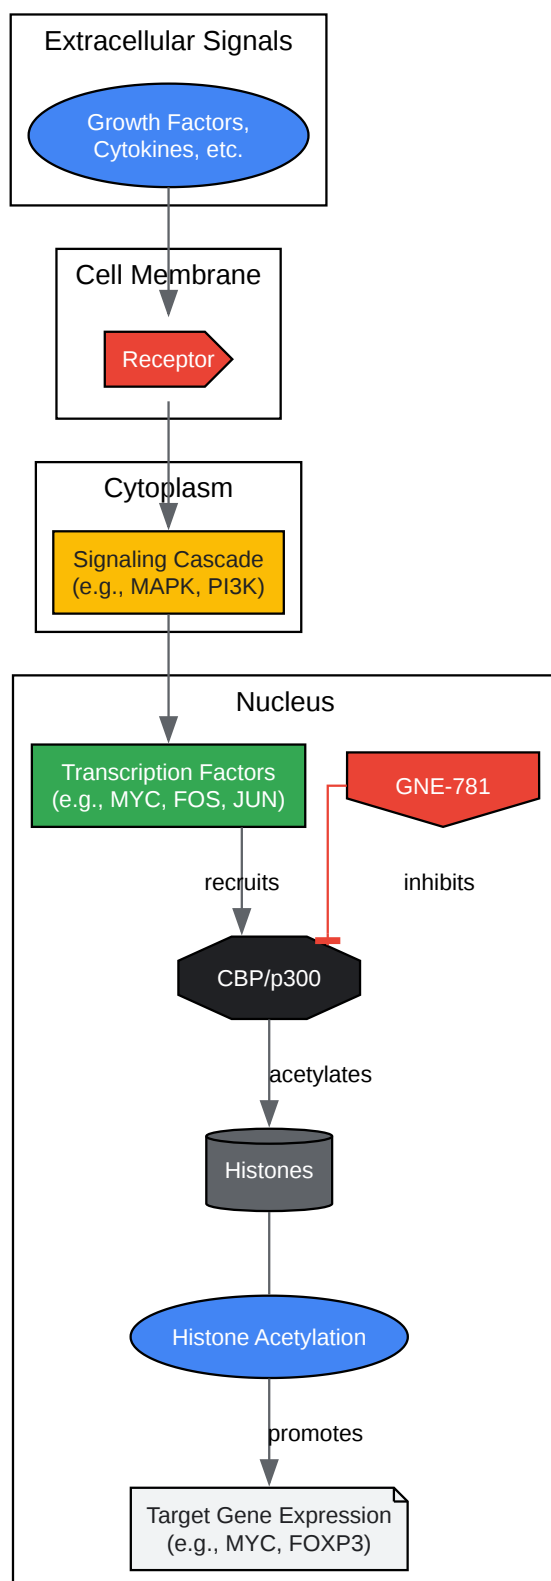 Extracellular Signals
Growth Factors,
Cytokines, etc.
Cell Membrane
Receptor
Cytoplasm
Signaling Cascade
(e.g., MAPK, PI3K)
Nucleus
Transcription Factors
(e.g., MYC, FOS, JUN)
GNE-781
recruits
inhibits
CBP/p300
acetylates
Histones
Histone Acetylation
promotes
Target Gene Expression
(e.g., MYC, FOXP3)